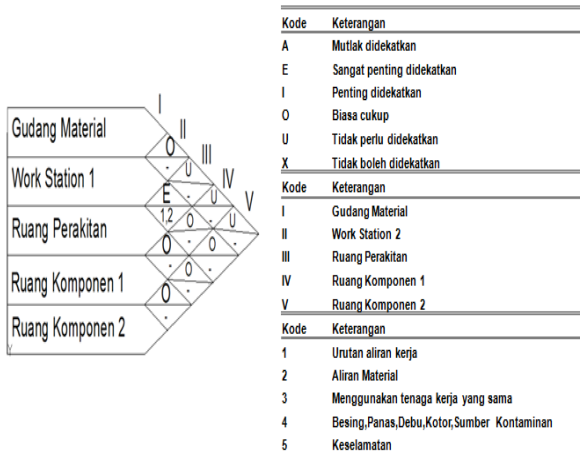 I
II
III
IV
V
Gudang Material
Work Station 1
Ruang Perakitan
Ruang Komponen 1
Ruang Komponen 2
O
-
U
E
-
U
1,2
O
-
U
O
-
O
-
-
O
O
-
-
Y
Kode Keterangan
A Mutlak didekatkan
E Sangat penting didekatkan
I Penting didekatkan
O Biasa cukup
U Tidak perlu didekatkan
X Tidak boleh didekatkan
Kode Keterangan
I Gudang Material
II Work Station 2
III Ruang Perakitan
IV Ruang Komponen 1
V Ruang Komponen 2
Kode Keterangan
1 Urutan aliran kerja
2 Aliran Material
3 Menggunakan tenaga kerja yang sama
4 Besing,Panas,Debu,Kotor,Sumber Kontaminan
5 Keselamatan